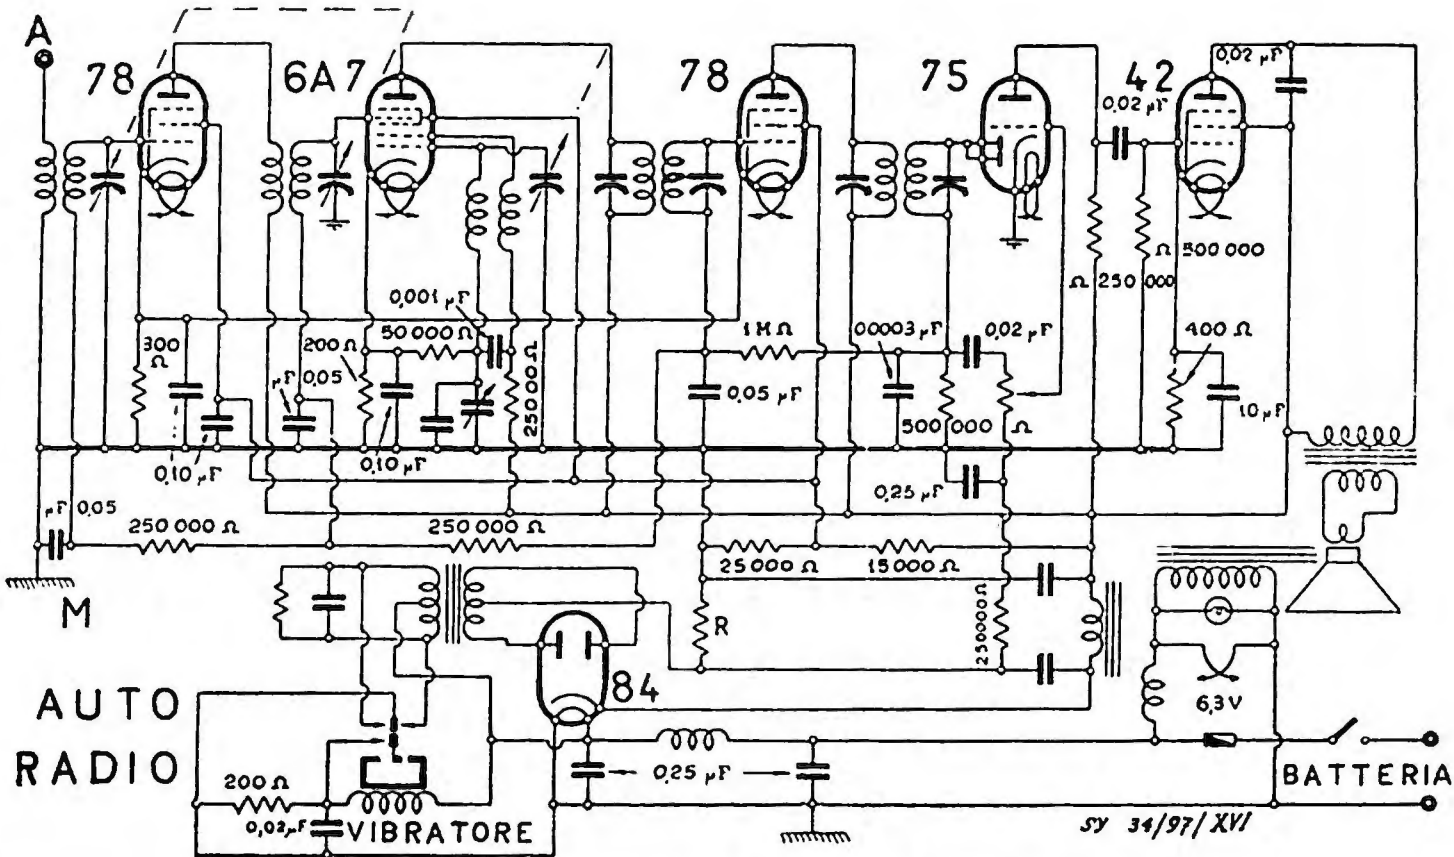 A
78
6A7
78
75
42
0,02 µF
0,02 µF
Ω 500 000
Ω 250 000
0,001 µF
50 000 Ω
1 MΩ
0,0003 µF
0,02 µF
400 Ω
300 Ω
µF 0,05
200 Ω
250 000 Ω
0,05 µF
500 000 Ω
10 µF
0,10 µF
0,10 µF
0,25 µF
µF 0,05
250 000 Ω
250 000 Ω
25 000 Ω
15 000 Ω
M
R
250 000 Ω
84
6,3 V
AUTO
RADIO
200 Ω
0,25 µF
BATTERIA
0,02 µF
VIBRATORE
SY 34/97/XVI